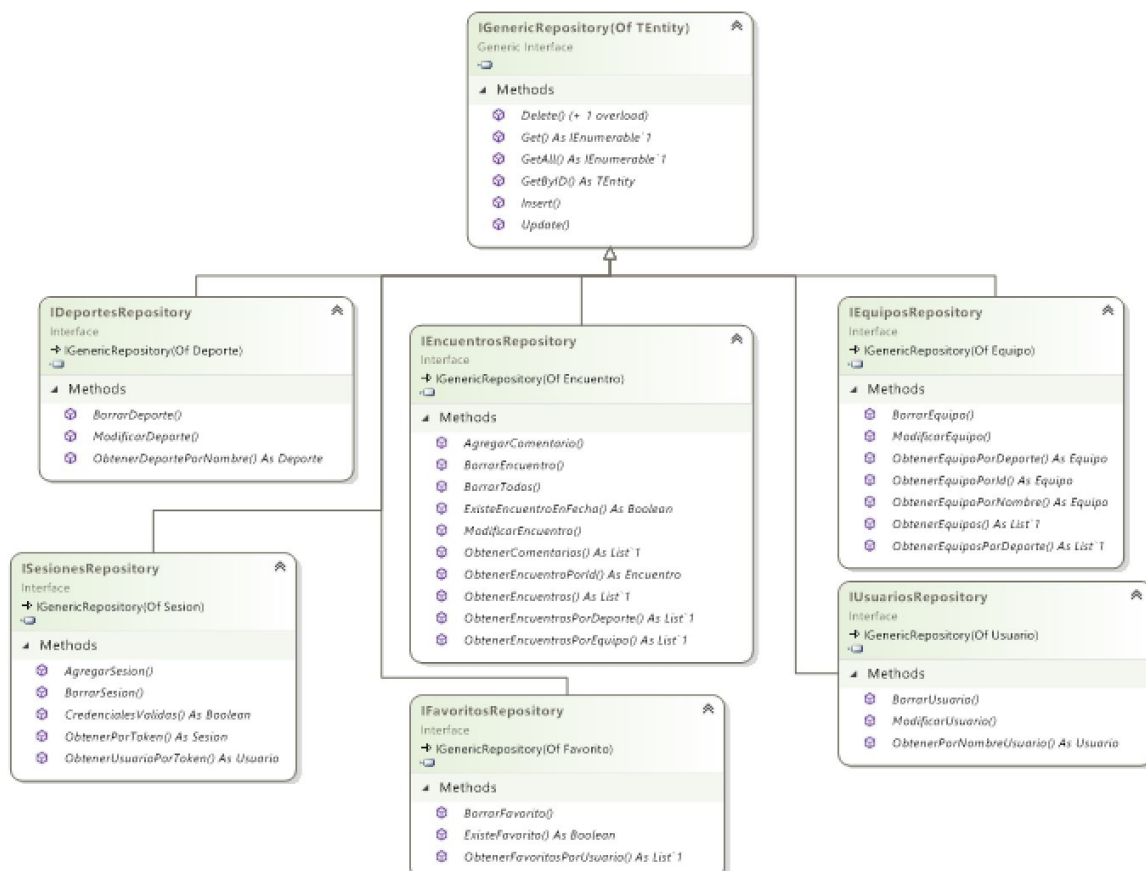 IGenericRepository(Of TEntity)
Generic Interface
Methods
Delete() (+ 1 overload)
Get() As IEnumerable`1
GetAll() As IEnumerable`1
GetByID() As TEntity
Insert()
Update()
IDeportesRepository
Interface
IGenericRepository(Of Deporte)
Methods
BorrarDeporte()
ModificarDeporte()
ObtenerDeportePorNombre() As Deporte
IEncuentrosRepository
Interface
IGenericRepository(Of Encuentro)
Methods
AgregarComentario()
BorrarEncuentro()
BorrarTodos()
ExisteEncuentroEnFecha() As Boolean
ModificarEncuentro()
ObtenerComentarios() As List`1
ObtenerEncuentroPorId() As Encuentro
ObtenerEncuentros() As List`1
ObtenerEncuentrosPorDeporte() As List`1
ObtenerEncuentrosPorEquipo() As List`1
IEquiposRepository
Interface
IGenericRepository(Of Equipo)
Methods
BorrarEquipo()
ModificarEquipo()
ObtenerEquipoPorDeporte() As Equipo
ObtenerEquipoPorId() As Equipo
ObtenerEquipoPorNombre() As Equipo
ObtenerEquipos() As List`1
ObtenerEquiposPorDeporte() As List`1
ISesionesRepository
Interface
IGenericRepository(Of Sesion)
Methods
AgregarSesion()
BorrarSesion()
CredencialesValidas() As Boolean
ObtenerPorToken() As Sesion
ObtenerUsuarioPorToken() As Usuario
IFavoritosRepository
Interface
IGenericRepository(Of Favorito)
Methods
BorrarFavorito()
ExisteFavorito() As Boolean
ObtenerFavoritosPorUsuario() As List`1
IUsuariosRepository
Interface
IGenericRepository(Of Usuario)
Methods
BorrarUsuario()
ModificarUsuario()
ObtenerPorNombreUsuario() As Usuario